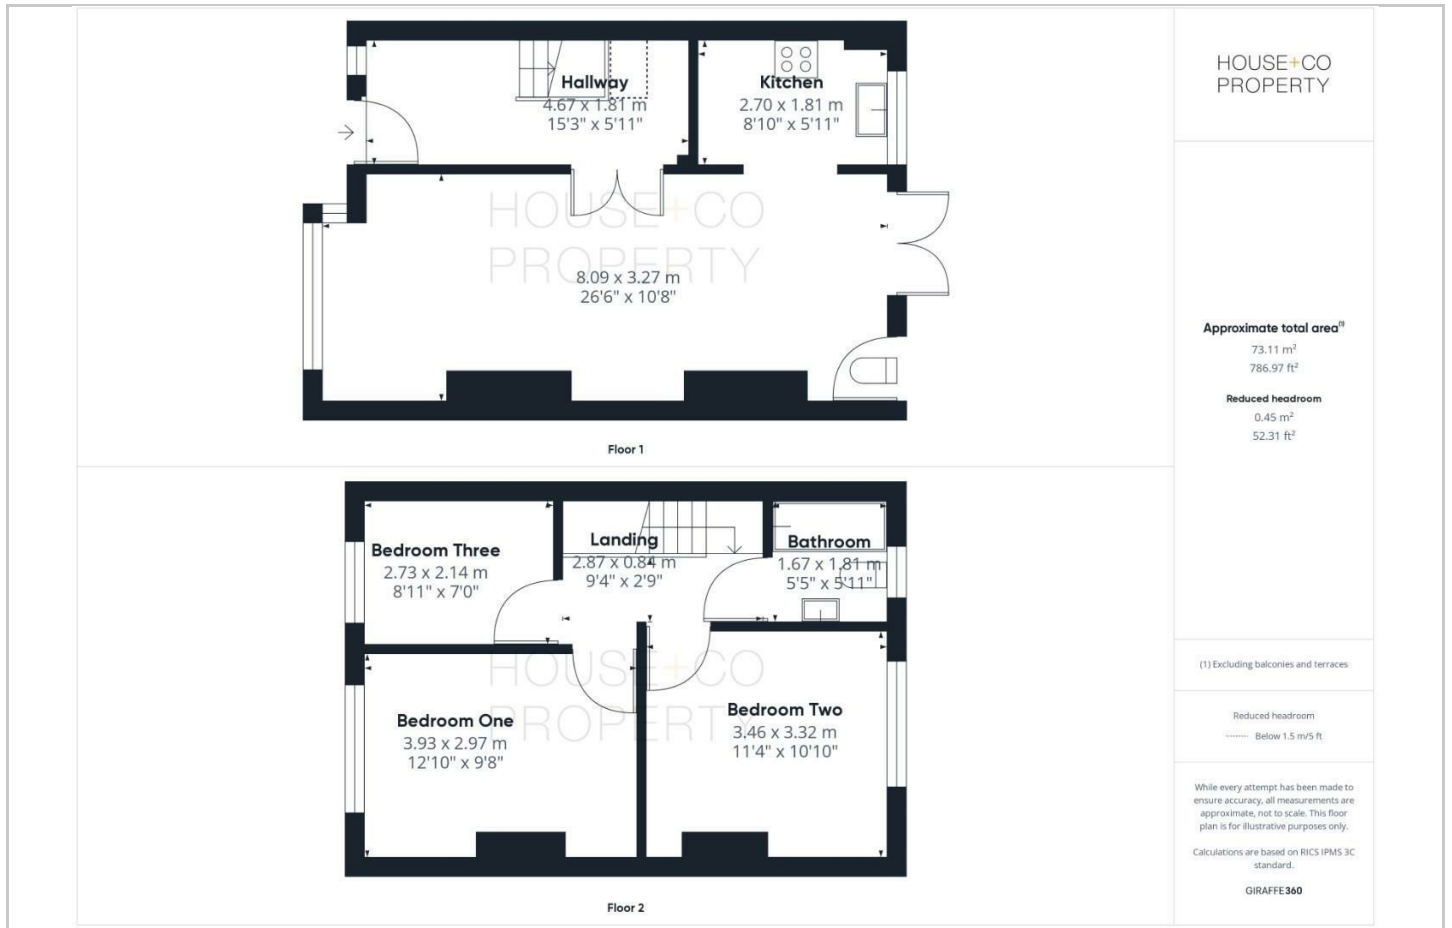 Hallway
4.67 x 1.81 m
15'3" x 5'11"
Kitchen
2.70 x 1.81 m
8'10" x 5'11"
HOUSE+CO
PROPERTY
8.09 x 3.27 m
26'6" x 10'8"
Floor 1
Bedroom Three
2.73 x 2.14 m
8'11" x 7'0"
Landing
2.87 x 0.84 m
9'4" x 2'9"
Bathroom
1.67 x 1.81 m
5'5" x 5'11"
HOUSE+CO
PROPERTY
Bedroom One
3.93 x 2.97 m
12'10" x 9'8"
Bedroom Two
3.46 x 3.32 m
11'4" x 10'10"
Floor 2
HOUSE+CO
PROPERTY
Approximate total area(1)
73.11 m²
786.97 ft²
Reduced headroom
0.45 m²
52.31 ft²
(1) Excluding balconies and terraces
Reduced headroom
Below 1.5 m/5 ft
While every attempt has been made to
ensure accuracy, all measurements are
approximate, not to scale. This floor
plan is for illustrative purposes only.
Calculations are based on RICS IPMS 3C
standard.
GIRAFFE360